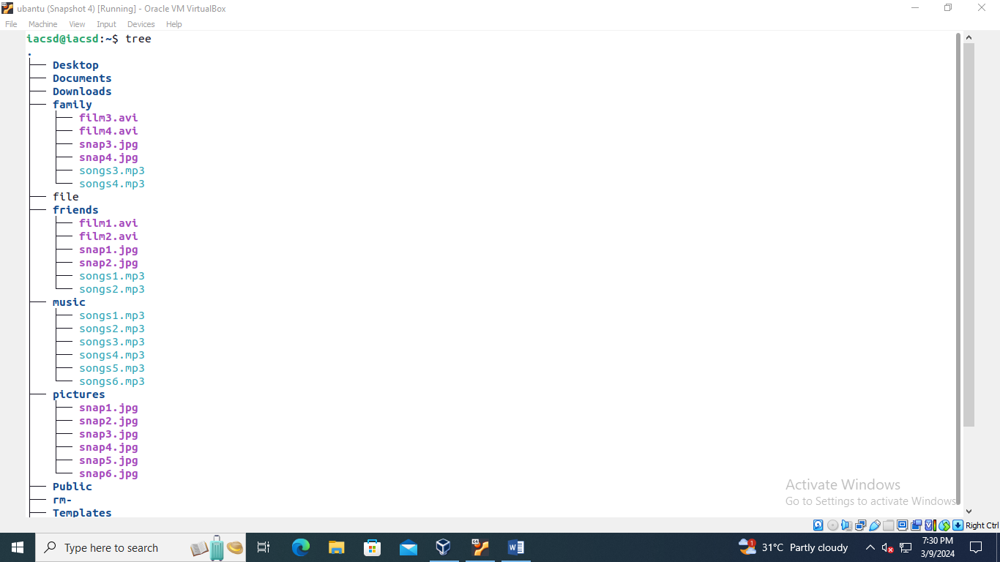 ubantu (Snapshot 4) [Running] - Oracle VM VirtualBox
File Machine View Input Devices Help
iacsd@iacsd:~$ tree
.
├── Desktop
├── Documents
├── Downloads
├── family
│   ├── film3.avi
│   ├── film4.avi
│   ├── snap3.jpg
│   ├── snap4.jpg
│   ├── songs3.mp3
│   └── songs4.mp3
├── file
├── friends
│   ├── film1.avi
│   ├── film2.avi
│   ├── snap1.jpg
│   ├── snap2.jpg
│   ├── songs1.mp3
│   └── songs2.mp3
├── music
│   ├── songs1.mp3
│   ├── songs2.mp3
│   ├── songs3.mp3
│   ├── songs4.mp3
│   ├── songs5.mp3
│   └── songs6.mp3
├── pictures
│   ├── snap1.jpg
│   ├── snap2.jpg
│   ├── snap3.jpg
│   ├── snap4.jpg
│   ├── snap5.jpg
│   └── snap6.jpg
├── Public
├── rm-
├── Templates
Activate Windows
Go to Settings to activate Windows
Right Ctrl
Type here to search
1
64
31°C Partly cloudy
7:30 PM
3/9/2024